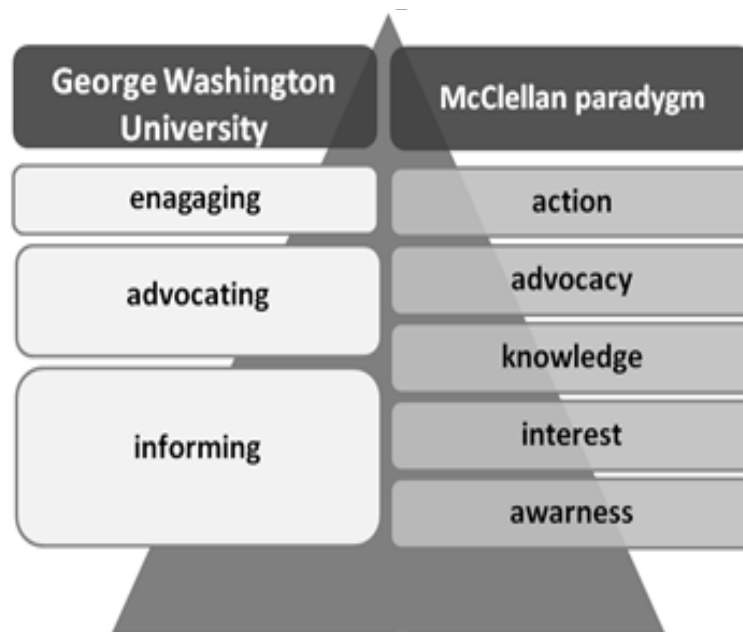 George Washington
University
McClellan paradygm
enagaging
action
advocating
advocacy
knowledge
informing
interest
awarness